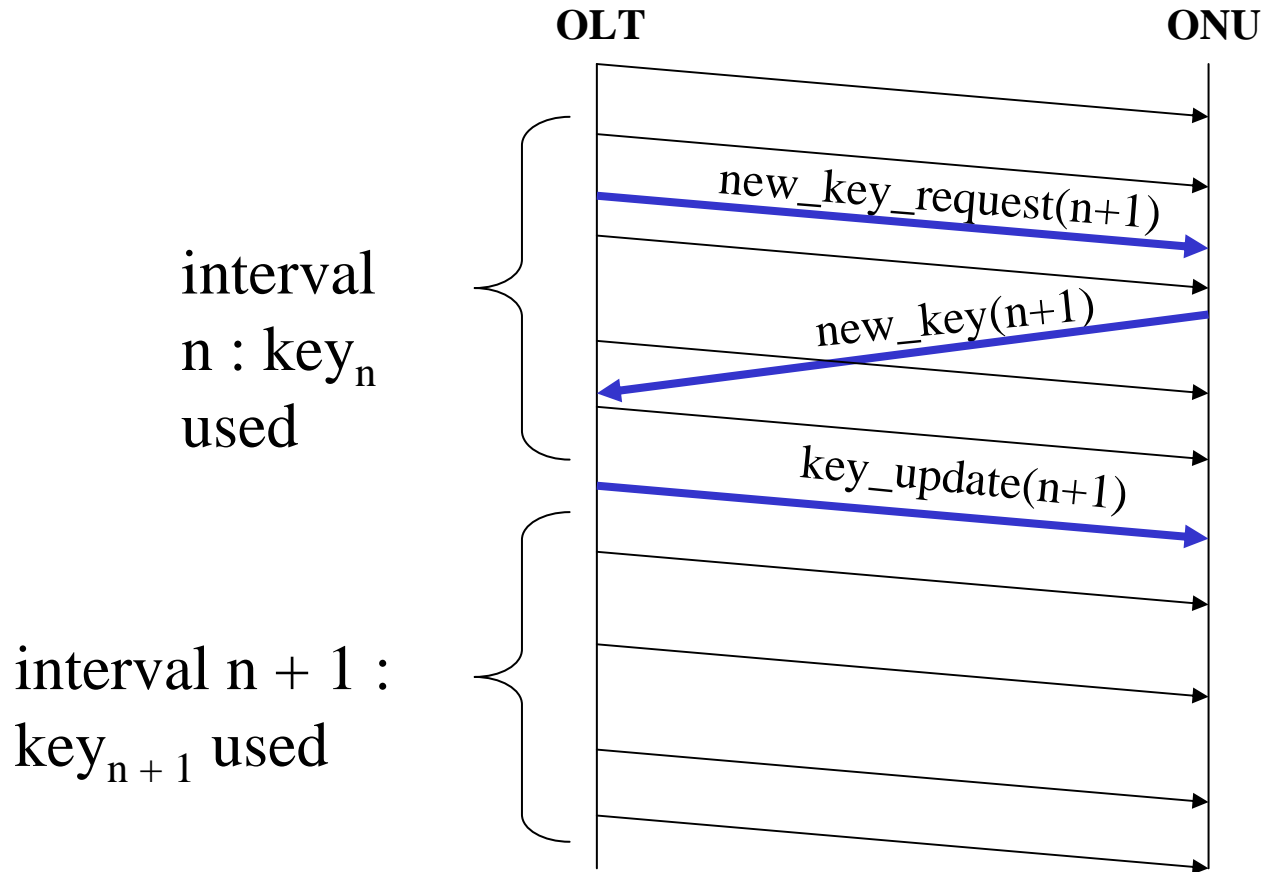 OLT
ONU
new_key_request(n+1)
interval
n : keyₙ
used
new_key(n+1)
key_update(n+1)
interval n + 1 :
keyₙ ₊ ₁ used